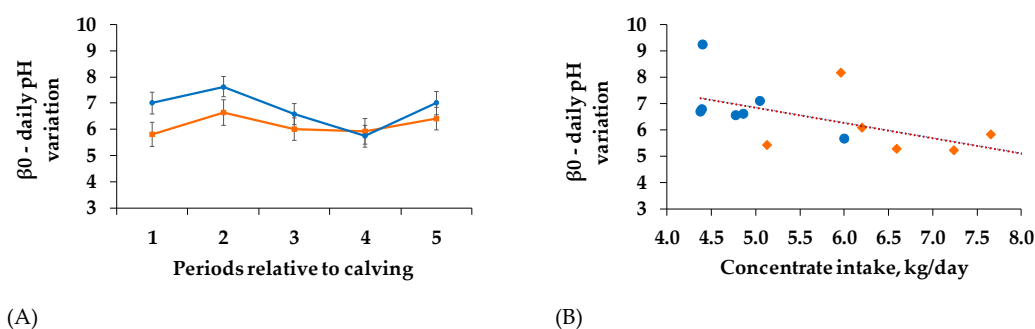 10
9
8
7
6
5
4
3
β0 - daily pH
variation
1 2 3 4 5
Periods relative to calving
(A)
10
9
8
7
6
5
4
3
β0 - daily pH
variation
4.0 4.5 5.0 5.5 6.0 6.5 7.0 7.5 8.0
Concentrate intake, kg/day
(B)